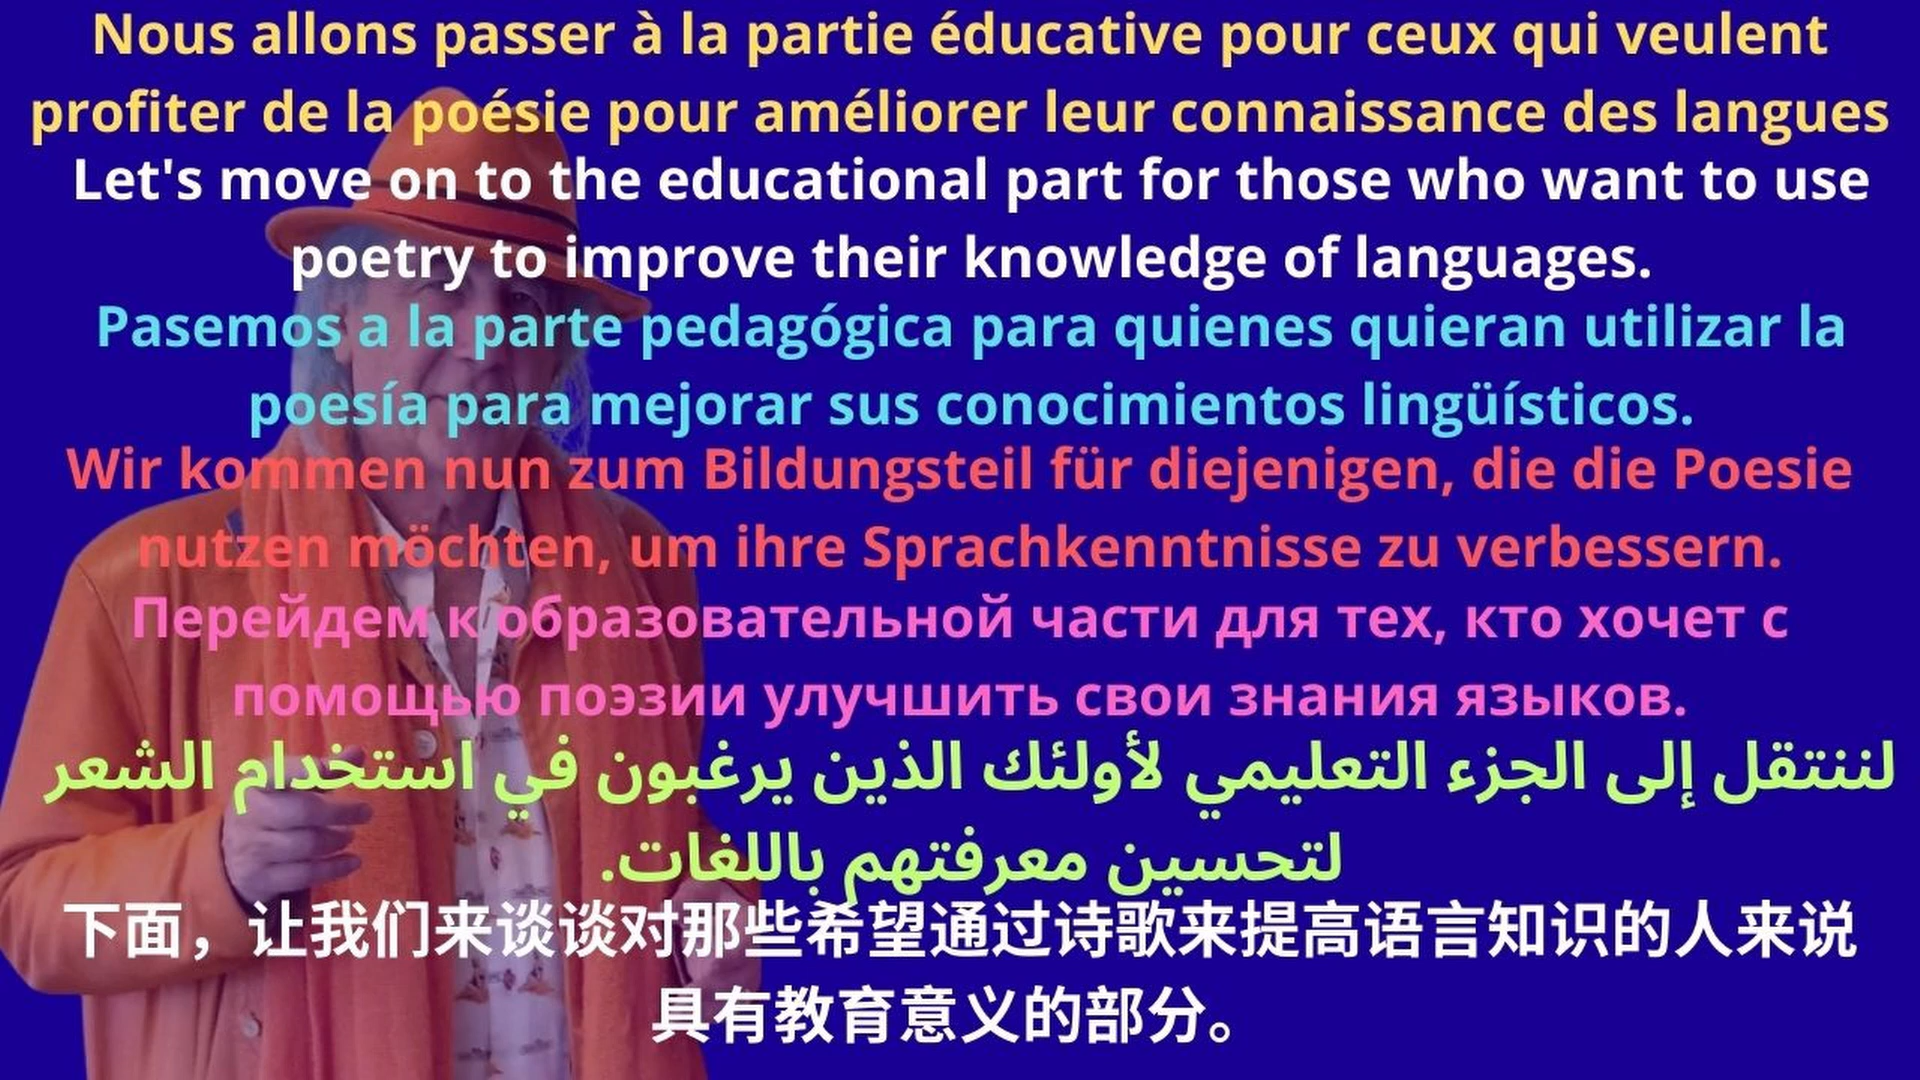 Nous allons passer à la partie éducative pour ceux qui veulent
profiter de la poésie pour améliorer leur connaissance des langues
Let's move on to the educational part for those who want to use
poetry to improve their knowledge of languages.
Pasemos a la parte pedagógica para quienes quieran utilizar la
poesía para mejorar sus conocimientos lingüísticos.
Wir kommen nun zum Bildungsteil für diejenigen, die die Poesie
nutzen möchten, um ihre Sprachkenntnisse zu verbessern.
Перейдем к образовательной части для тех, кто хочет с
помощью поэзии улучшить свои знания языков.
لننتقل إلى الجزء التعليمي لأولئك الذين يرغبون في استخدام الشعر
لتحسين معرفتهم باللغات.
下面，让我们来谈谈对那些希望通过诗歌来提高语言知识的人来说
具有教育意义的部分。